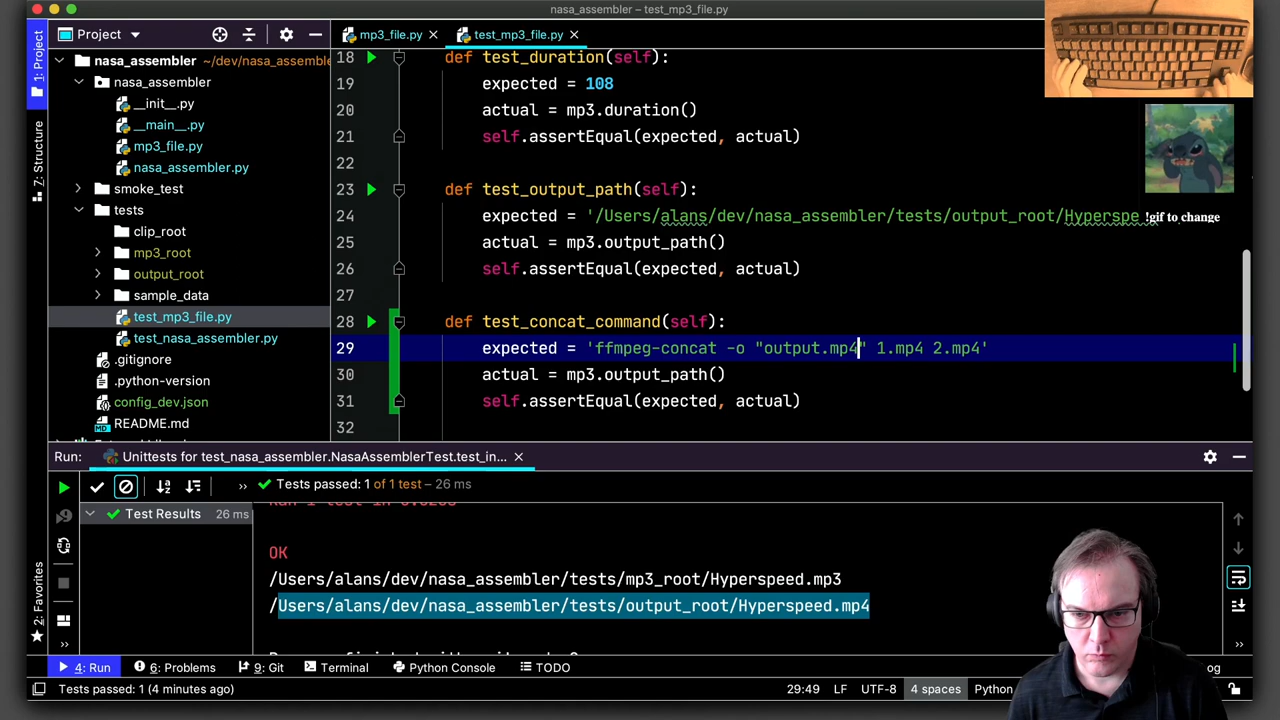 nasa_assembler – test_mp3_file.py
Project
mp3_file.py
test_mp3_file.py
1: Project
7: Structure
2: Favorites
nasa_assembler ~/dev/nasa_assemble
nasa_assembler
__init__.py
__main__.py
mp3_file.py
nasa_assembler.py
smoke_test
tests
clip_root
mp3_root
output_root
sample_data
test_mp3_file.py
test_nasa_assembler.py
.gitignore
.python-version
config_dev.json
README.md
18 def test_duration(self):
19 expected = 108
20 actual = mp3.duration()
21 self.assertEqual(expected, actual)
22
23 def test_output_path(self):
24 expected = '/Users/alans/dev/nasa_assembler/tests/output_root/Hyperspe
25 actual = mp3.output_path()
26 self.assertEqual(expected, actual)
27
28 def test_concat_command(self):
29 expected = 'ffmpeg-concat -o "output.mp4" 1.mp4 2.mp4'
30 actual = mp3.output_path()
31 self.assertEqual(expected, actual)
32
!gif to change
Run: Unittests for test_nasa_assembler.NasaAssemblerTest.test_in...
Tests passed: 1 of 1 test – 26 ms
Test Results 26 ms
OK
/Users/alans/dev/nasa_assembler/tests/mp3_root/Hyperspeed.mp3
/Users/alans/dev/nasa_assembler/tests/output_root/Hyperspeed.mp4
4: Run 6: Problems 9: Git Terminal Python Console TODO
Tests passed: 1 (4 minutes ago) 29:49 LF UTF-8 4 spaces Python